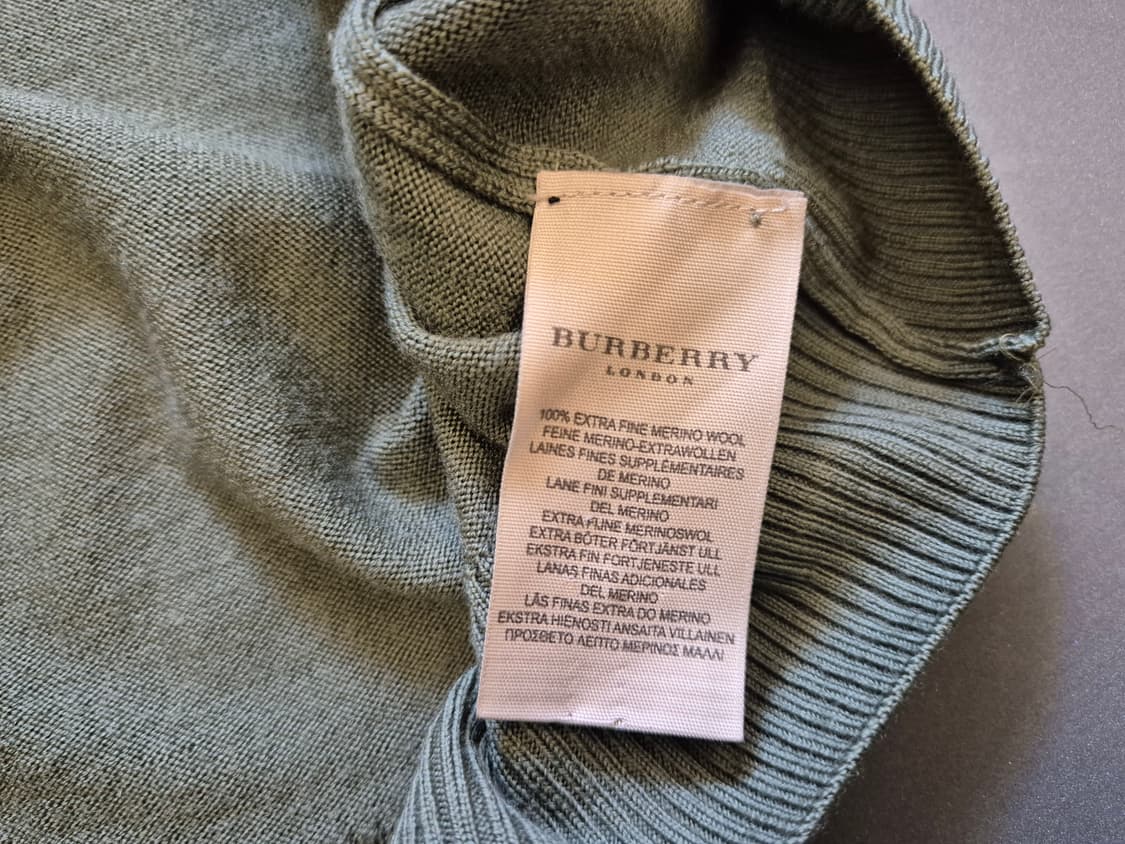 BURBERRY
LONDON
100% EXTRA FINE MERINO WOOL
FEINE MERINO-EXTRAWOLLEN
LAINES FINES SUPPLÉMENTAIRES
DE MERINO
LANE FINI SUPPLEMENTARI
DEL MERINO
EXTRA FIJNE MERINOSWOL
EXTRA BÖTER FÖRTJÄNST ULL
EKSTRA FIN FORTJENESTE ULL
LANAS FINAS ADICIONALES
DEL MERINO
LÃS FINAS EXTRA DO MERINO
EKSTRA HIENOSTI ANSAITA VILLAINEN
ΠΡΟΣΘΕΤΟ ΛΕΠΤΟ ΜΕΡΙΝΟΣ ΜΑΛΛΙ